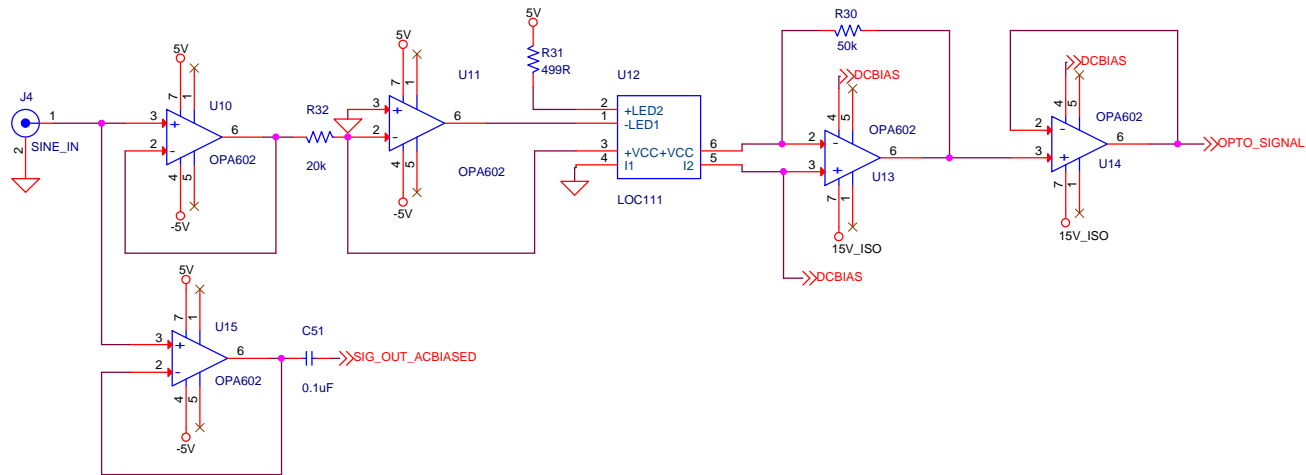 J4
1
2
SINE_IN
5V
7
1
U10
3
+
2
-
6
OPA602
4
5
-5V
R32
20k
5V
7
1
U11
3
+
2
-
6
OPA602
4
5
-5V
5V
R31
499R
U12
2
+LED2
1
-LED1
3
+VCC+VCC
6
4
I1
I2
5
LOC111
R30
50k
DCBIAS
4
5
OPA602
2
-
3
+
6
U13
7
1
15V_ISO
DCBIAS
DCBIAS
4
5
OPA602
2
-
3
+
6
U14
7
1
15V_ISO
OPTO_SIGNAL
5V
7
1
U15
3
+
2
-
6
OPA602
4
5
-5V
C51
0.1uF
SIG_OUT_ACBIASED